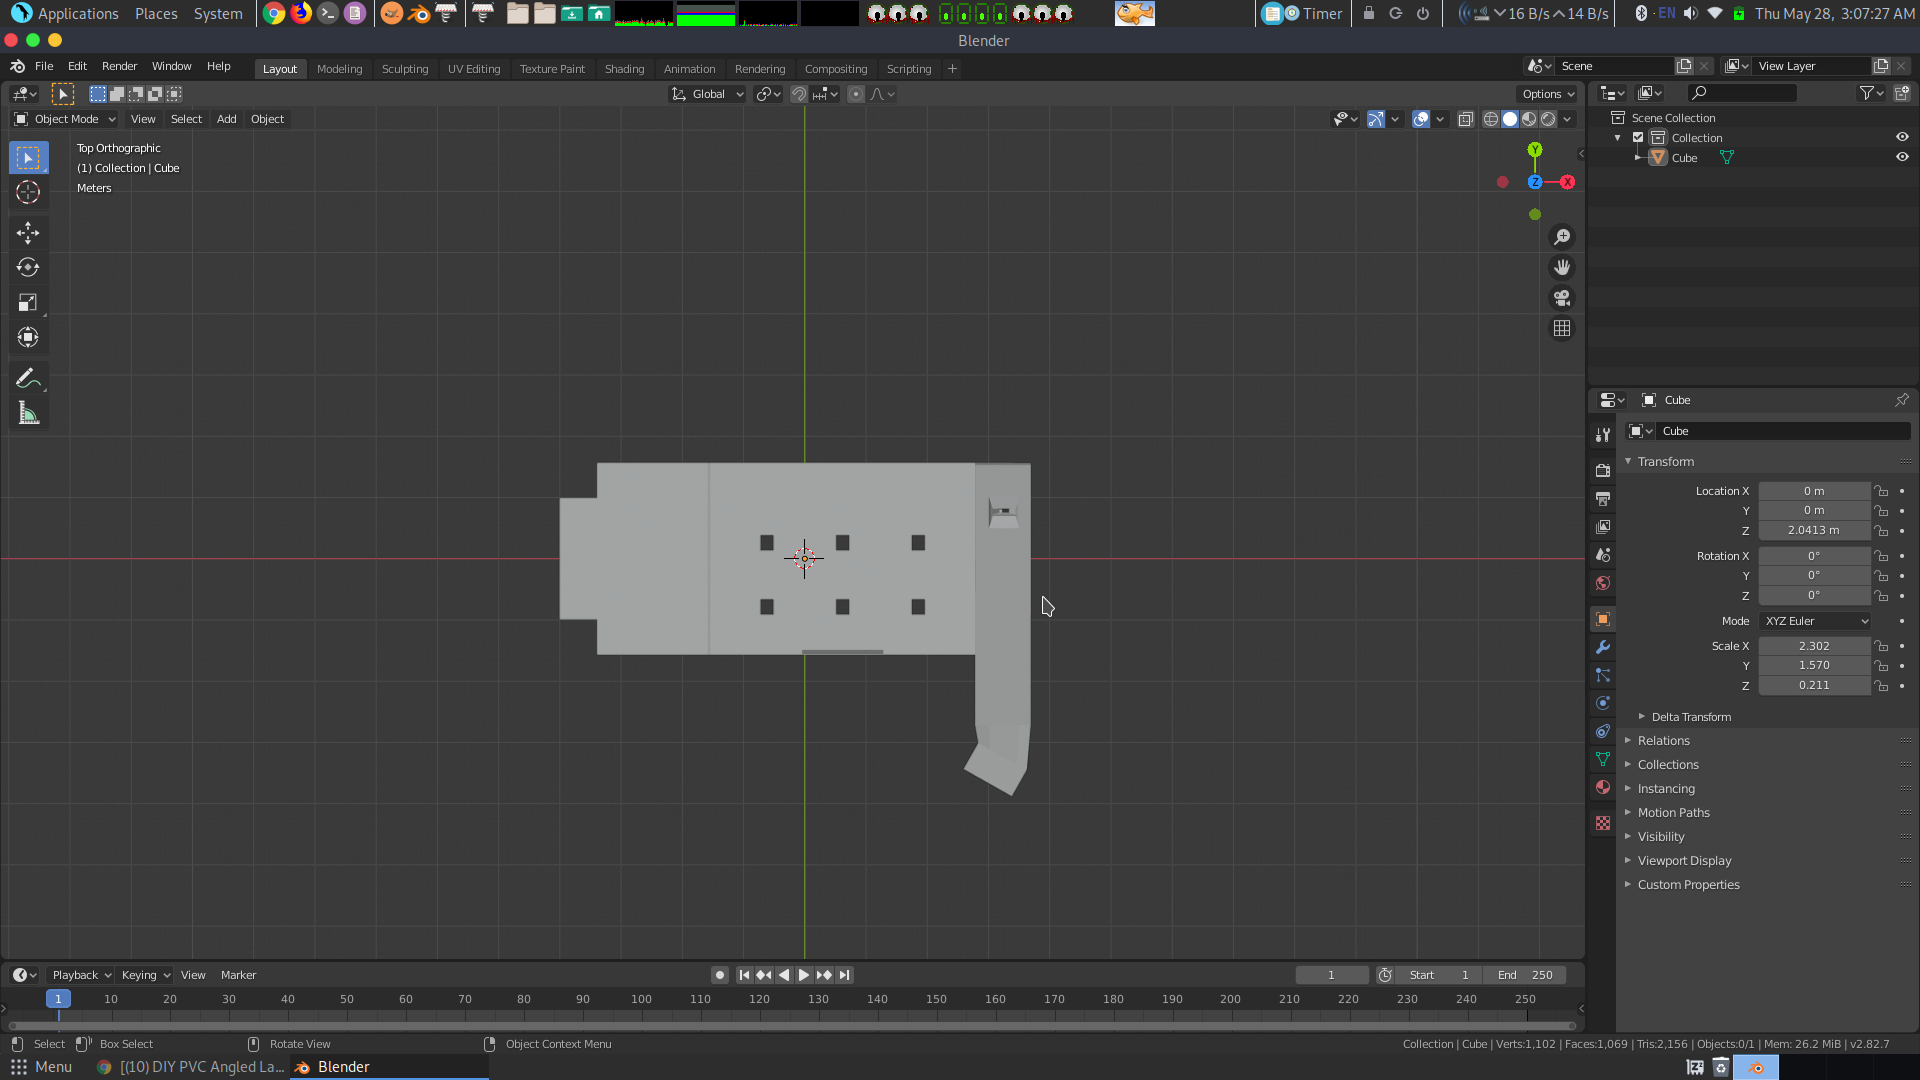 Applications Places System Timer 16 B/s 14 B/s EN Thu May 28, 3:07:27 AM
Blender
File Edit Render Window Help Layout Modeling Sculpting UV Editing Texture Paint Shading Animation Rendering Compositing Scripting + Scene View Layer
Global Options
Object Mode View Select Add Object
Top Orthographic
(1) Collection | Cube
Meters
Y
Z X
Scene Collection
Collection
Cube
Cube
Cube
Transform
Location X 0 m
Y 0 m
Z 2.0413 m
Rotation X 0°
Y 0°
Z 0°
Mode XYZ Euler
Scale X 2.302
Y 1.570
Z 0.211
Delta Transform
Relations
Collections
Instancing
Motion Paths
Visibility
Viewport Display
Custom Properties
Playback Keying View Marker 1 Start 1 End 250
1 10 20 30 40 50 60 70 80 90 100 110 120 130 140 150 160 170 180 190 200 210 220 230 240 250
Select Box Select Rotate View Object Context Menu Collection | Cube | Verts:1,102 | Faces:1,069 | Tris:2,156 | Objects:0/1 | Mem: 26.2 MiB | v2.82.7
Menu [(10) DIY PVC Angled La... Blender